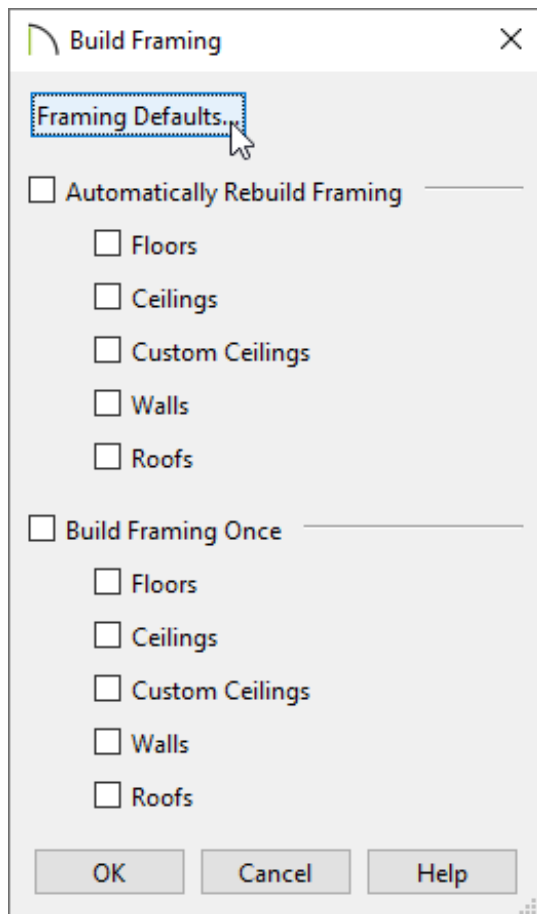 Build Framing
Framing Defaults...
Automatically Rebuild Framing
Floors
Ceilings
Custom Ceilings
Walls
Roofs
Build Framing Once
Floors
Ceilings
Custom Ceilings
Walls
Roofs
OK Cancel Help